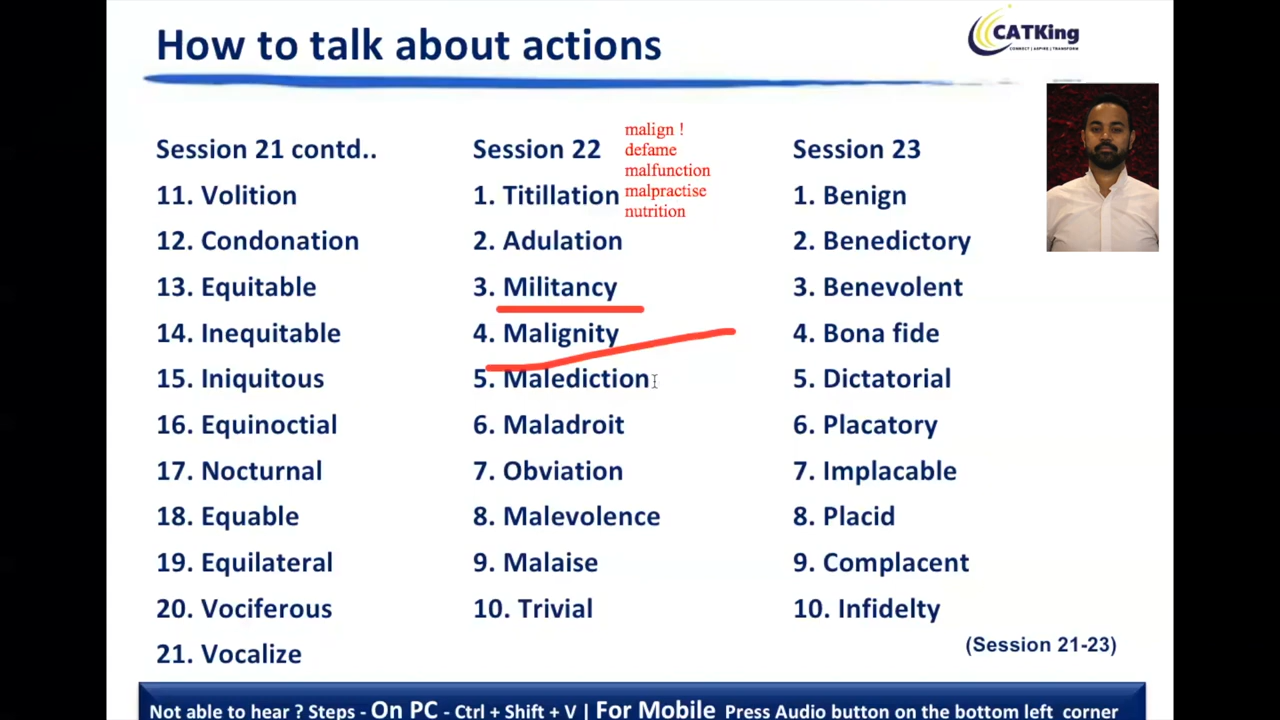 How to talk about actions
CATKing
CONNECT | ASPIRE | TRANSFORM
Session 21 contd..
11. Volition
12. Condonation
13. Equitable
14. Inequitable
15. Iniquitous
16. Equinoctial
17. Nocturnal
18. Equable
19. Equilateral
20. Vociferous
21. Vocalize
Session 22
malign !
defame
malfunction
malpractise
nutrition
1. Titillation
2. Adulation
3. Militancy
4. Malignity
5. Malediction
6. Maladroit
7. Obviation
8. Malevolence
9. Malaise
10. Trivial
Session 23
1. Benign
2. Benedictory
3. Benevolent
4. Bona fide
5. Dictatorial
6. Placatory
7. Implacable
8. Placid
9. Complacent
10. Infidelty
(Session 21-23)
Not able to hear ? Steps - On PC - Ctrl + Shift + V | For Mobile Press Audio button on the bottom left corner